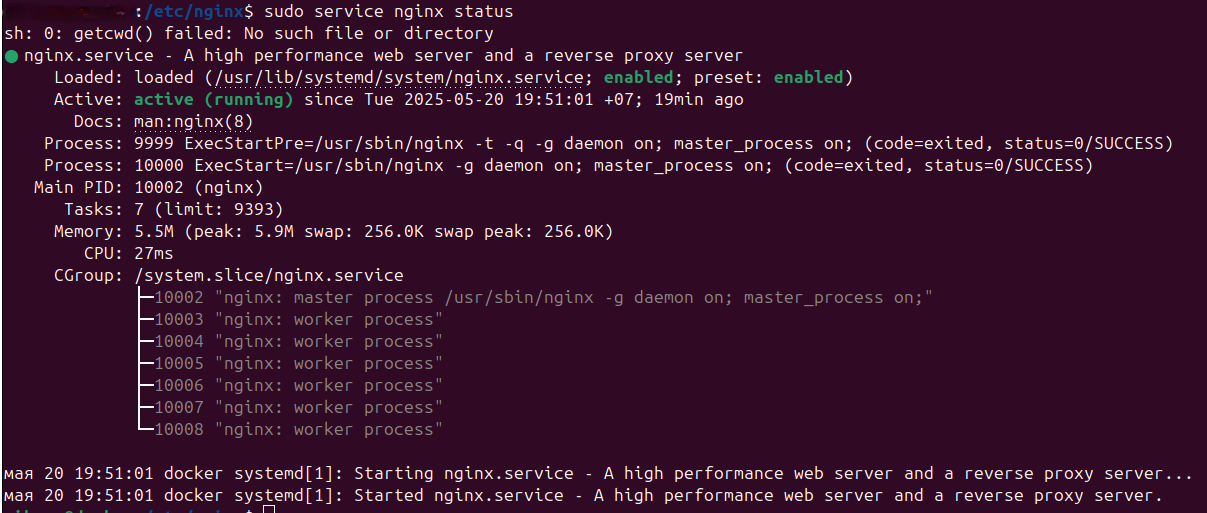 :/etc/nginx$ sudo service nginx status
sh: 0: getcwd() failed: No such file or directory
nginx.service - A high performance web server and a reverse proxy server
Loaded: loaded (/usr/lib/systemd/system/nginx.service; enabled; preset: enabled)
Active: active (running) since Tue 2025-05-20 19:51:01 +07; 19min ago
Docs: man:nginx(8)
Process: 9999 ExecStartPre=/usr/sbin/nginx -t -q -g daemon on; master_process on; (code=exited, status=0/SUCCESS)
Process: 10000 ExecStart=/usr/sbin/nginx -g daemon on; master_process on; (code=exited, status=0/SUCCESS)
Main PID: 10002 (nginx)
Tasks: 7 (limit: 9393)
Memory: 5.5M (peak: 5.9M swap: 256.0K swap peak: 256.0K)
CPU: 27ms
CGroup: /system.slice/nginx.service
├─10002 "nginx: master process /usr/sbin/nginx -g daemon on; master_process on;"
├─10003 "nginx: worker process"
├─10004 "nginx: worker process"
├─10005 "nginx: worker process"
├─10006 "nginx: worker process"
├─10007 "nginx: worker process"
└─10008 "nginx: worker process"
мая 20 19:51:01 docker systemd[1]: Starting nginx.service - A high performance web server and a reverse proxy server...
мая 20 19:51:01 docker systemd[1]: Started nginx.service - A high performance web server and a reverse proxy server.